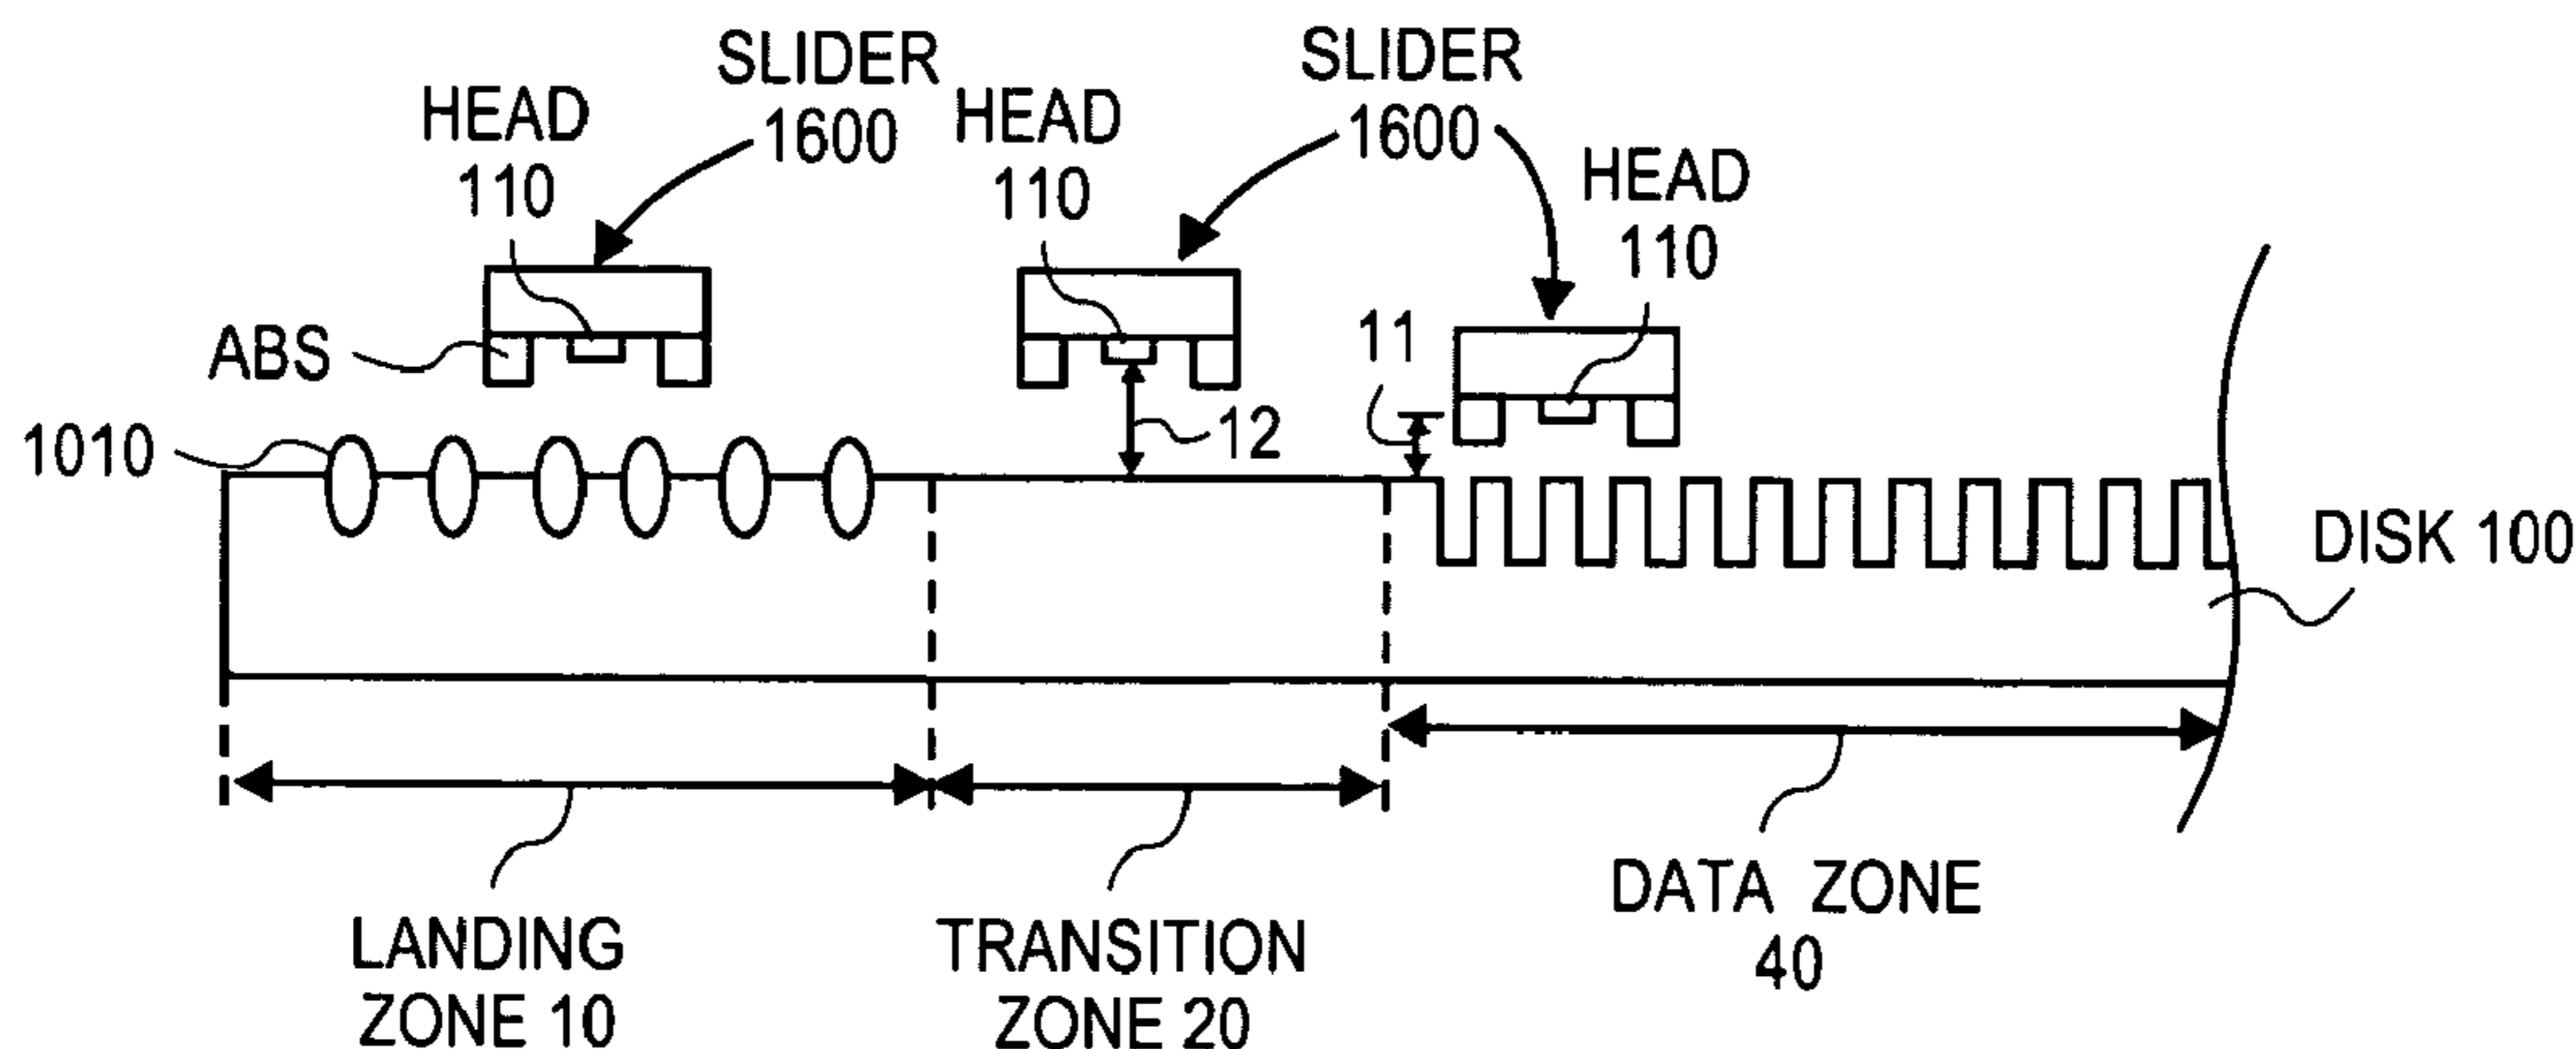 SLIDER
1600
HEAD
110
SLIDER
1600
HEAD
110
HEAD
110
ABS
11
12
1010
DISK 100
LANDING
ZONE 10
TRANSITION
ZONE 20
DATA ZONE
40